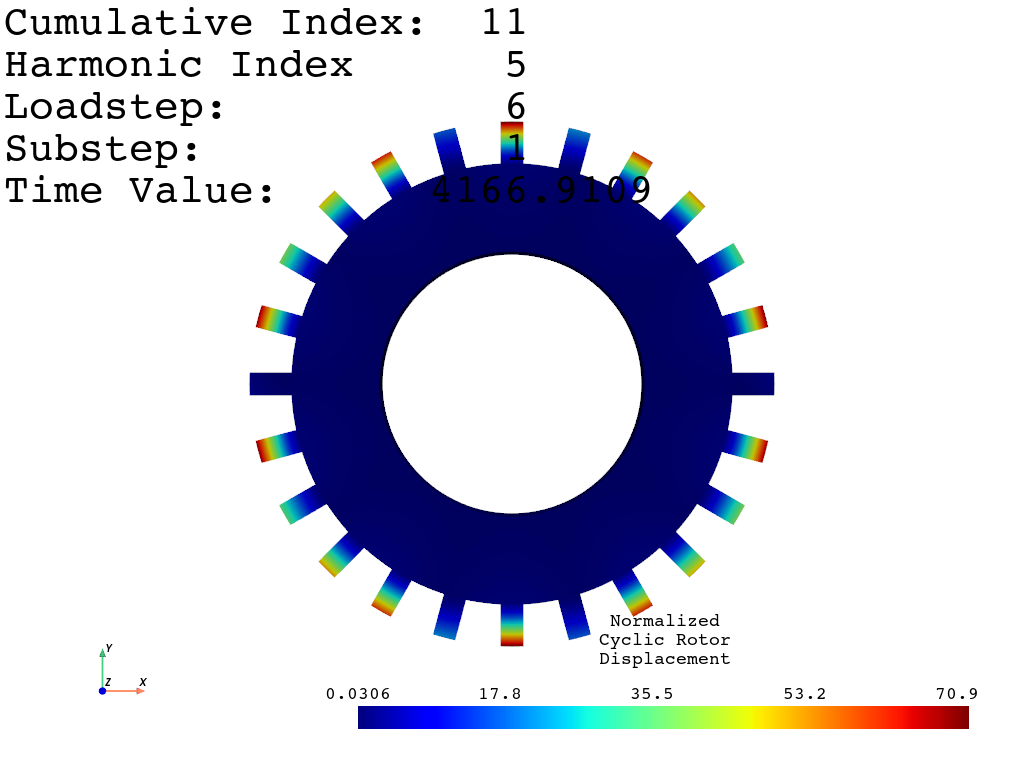 Cumulative Index: 11
Harmonic Index 5
Loadstep: 6
Substep: 1
Time Value: 4166.9109
Normalized
Cyclic Rotor
Displacement
Y
Z X
0.0306 17.8 35.5 53.2 70.9